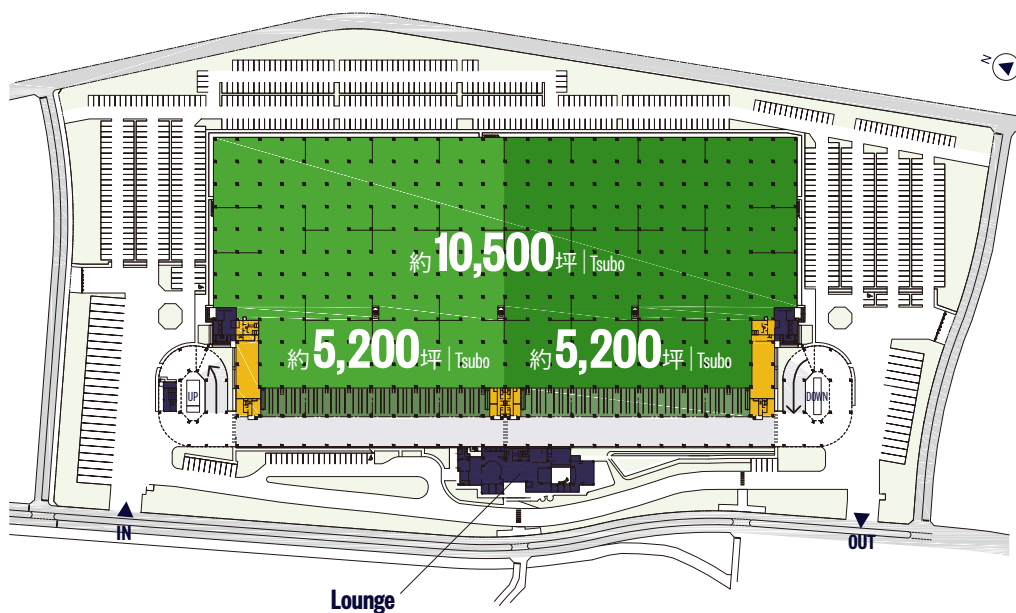 N
約10,500坪 | Tsubo
約5,200坪 | Tsubo
約5,200坪 | Tsubo
UP
DOWN
IN
OUT
Lounge